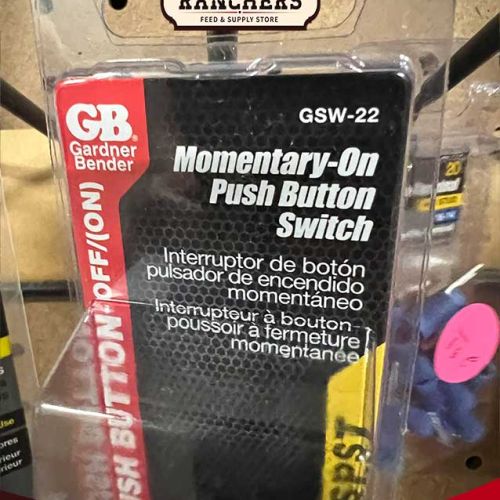 RANCHERS
FEED & SUPPLY STORE
GB
Gardner
Bender
GSW-22
Momentary-On
Push Button
Switch
Interruptor de botón
pulsador de encendido
momentáneo
Interrupteur à bouton-
poussoir à fermeture
momentanée
BUTTON OFF/(ON)
SPST
20